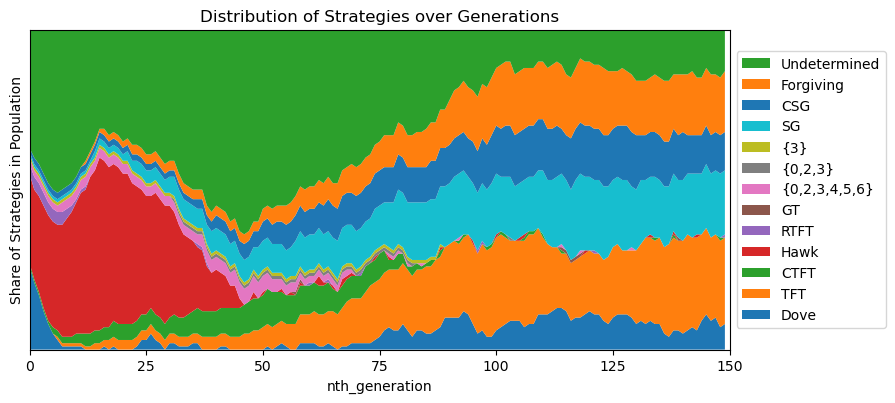 Distribution of Strategies over Generations
Share of Strategies in Population
Undetermined
Forgiving
CSG
SG
{3}
{0,2,3}
{0,2,3,4,5,6}
GT
RTFT
Hawk
CTFT
TFT
Dove
0 25 50 75 100 125 150
nth_generation